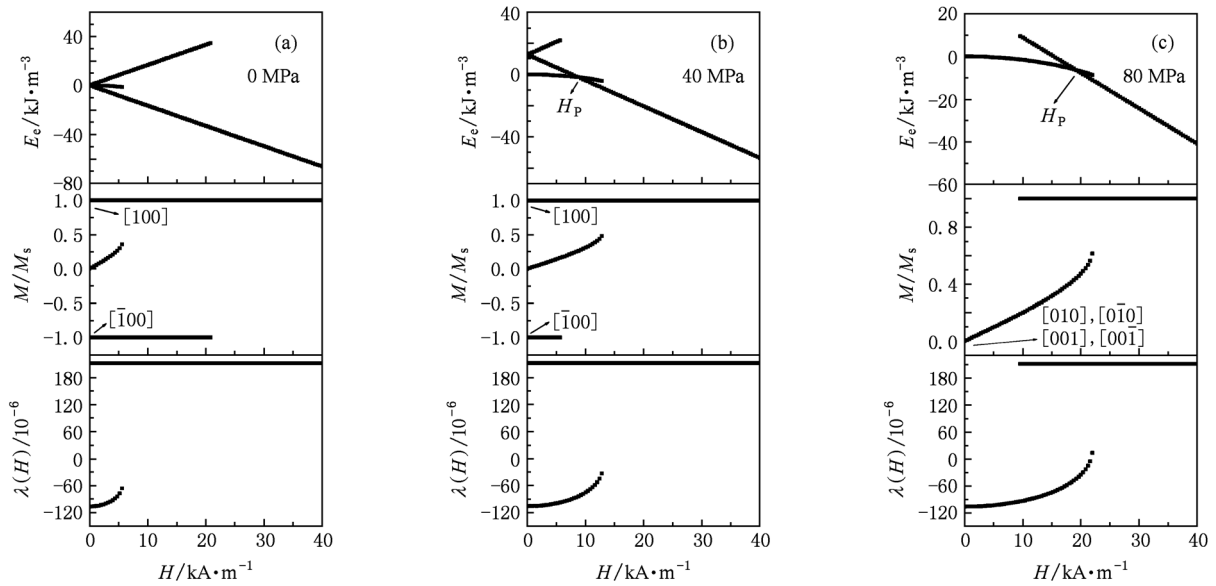 E_e/kJ·m⁻³
40
0
−40
−80
(a)
0 MPa
M/M_s
1.0
0.5
0.0
−0.5
−1.0
[100]
[1̄00]
λ(H)/10⁻⁶
180
120
60
0
−60
−120
0 10 20 30 40
H/kA·m⁻¹
E_e/kJ·m⁻³
40
20
0
−20
−40
−60
(b)
40 MPa
H_P
M/M_s
1.0
0.5
0.0
−0.5
−1.0
[100]
[1̄00]
λ(H)/10⁻⁶
180
120
60
0
−60
−120
0 10 20 30 40
H/kA·m⁻¹
E_e/kJ·m⁻³
20
10
0
−20
−40
−60
(c)
80 MPa
H_P
M/M_s
0.8
0.4
0.0
[010],[01̄0]
[001],[001̄]
λ(H)/10⁻⁶
180
120
60
0
−60
−120
0 10 20 30 40
H/kA·m⁻¹